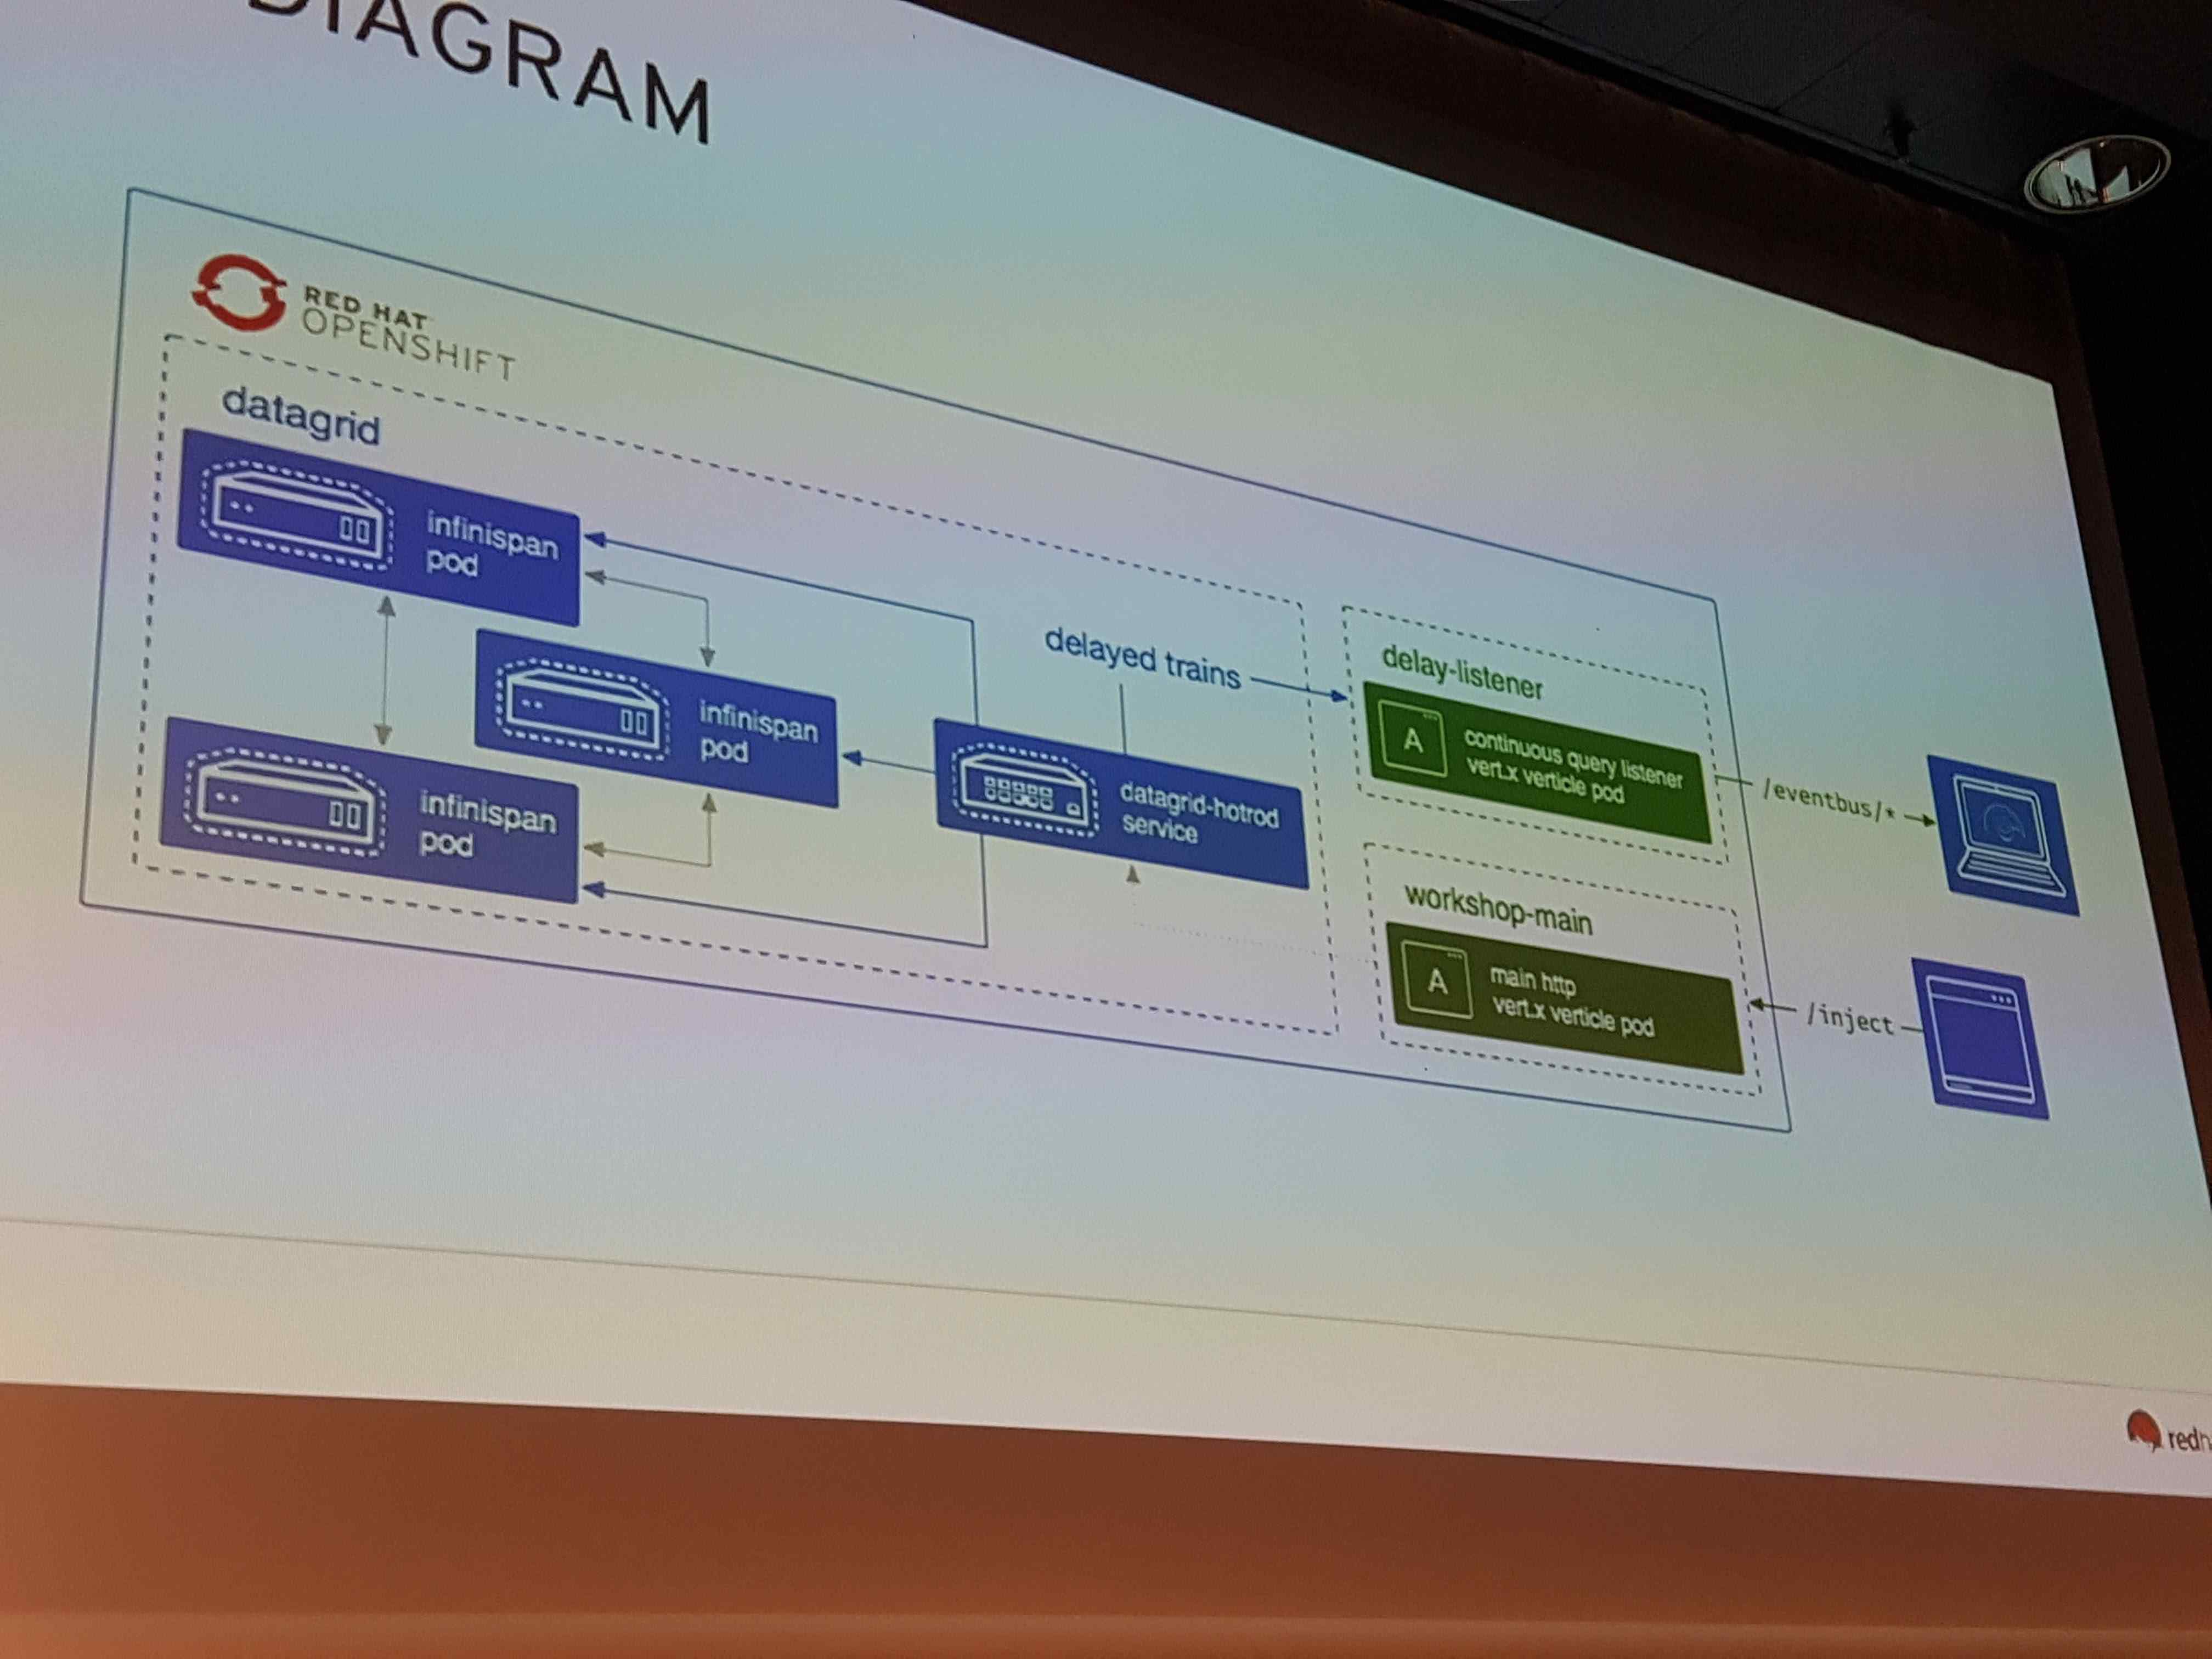 DIAGRAM
RED HAT
OPENSHIFT
datagrid
infinispan
pod
infinispan
pod
infinispan
pod
delayed trains
datagrid-hotrod
service
delay-listener
A
continuous query listener
vert.x verticle pod
/eventbus/*
workshop-main
A
main http
vert.x verticle pod
/inject
redh